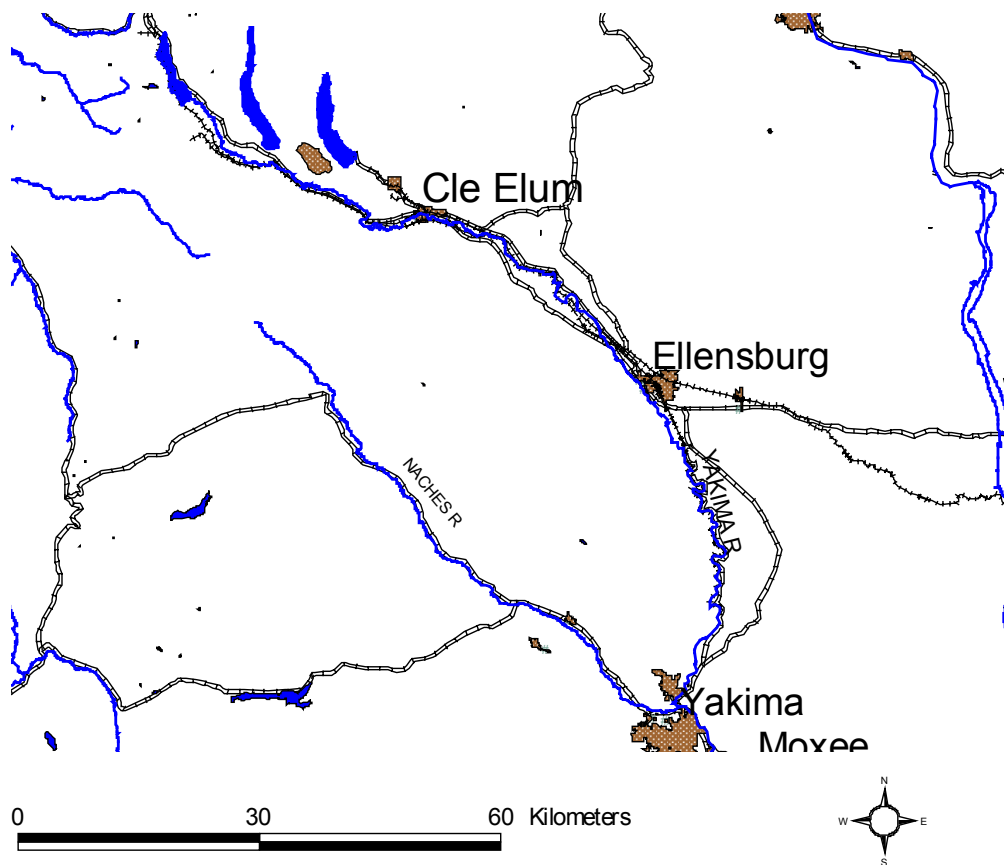 Cle Elum
Ellensburg
NACHES R
YAKIMA R
Yakima
Moxee
0 30 60 Kilometers
N
W E
S